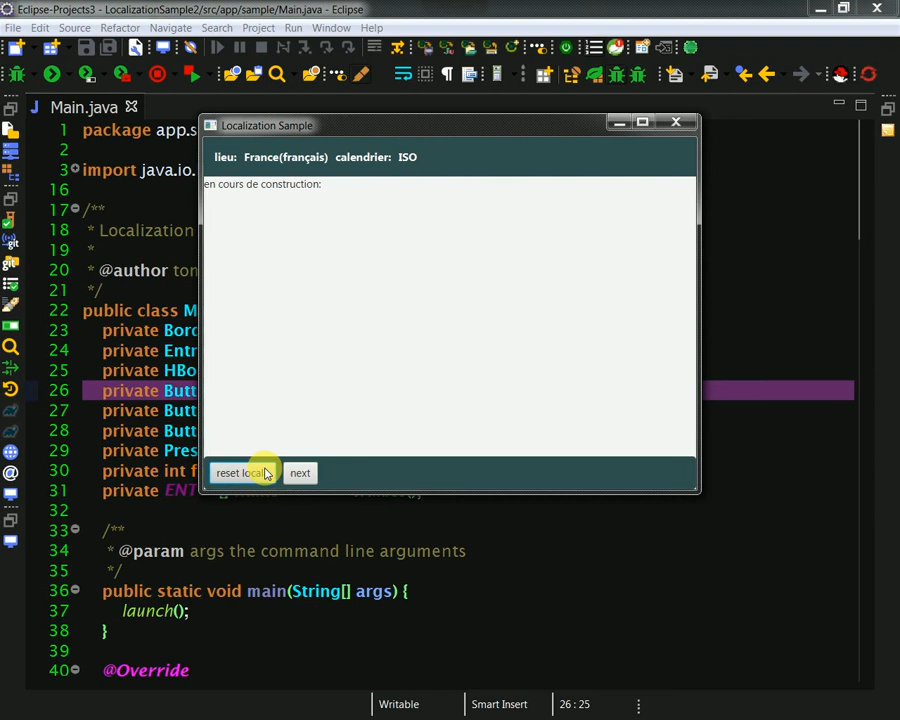 Eclipse-Projects3 - LocalizationSample2/src/app/sample/Main.java - Eclipse
File Edit Source Refactor Navigate Search Project Run Window Help
Main.java
1 package app.s
2
3 import java.io.
16
17 /**
18 * Localization
19 *
20 * @author ton
21 */
22 public class M
23 private Bord
24 private Entr
25 private HBo
26 private Butt
27 private Butt
28 private Butt
29 private Pres
30 private int f
31 private ENT
32
33 /**
34 * @param args the command line arguments
35 */
36 public static void main(String[] args) {
37 launch();
38 }
39
40 @Override
Localization Sample
lieu: France(français) calendrier: ISO
en cours de construction:
reset local
next
Writable
Smart Insert
26 : 25